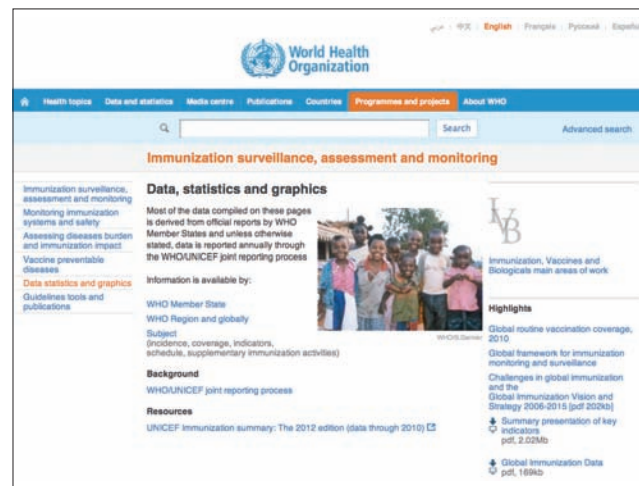 中文 English Français Русский Españo
World Health
Organization
Health topics Data and statistics Media centre Publications Countries Programmes and projects About WHO
Search Advanced search
Immunization surveillance, assessment and monitoring
Immunization surveillance,
assessment and monitoring
Monitoring immunization
systems and safety
Assessing diseases burden
and immunization impact
Vaccine preventable
diseases
Data statistics and graphics
Guidelines tools and
publications
Data, statistics and graphics
Most of the data compiled on these pages
is derived from official reports by WHO
Member States and unless otherwise
stated, data is reported annually through
the WHO/UNICEF joint reporting process
Information is available by:
WHO Member State
WHO Region and globally
Subject
(incidence, coverage, indicators,
schedule, supplementary immunization activities)
Background
WHO/UNICEF joint reporting process
Resources
UNICEF Immunization summary: The 2012 edition (data through 2010)
IVB
Immunization, Vaccines and
Biologicals main areas of work
Highlights
Global routine vaccination coverage,
2010
Global framework for immunization
monitoring and surveillance
Challenges in global immunization
and the
Global Immunization Vision and
Strategy 2006-2015 [pdf 202kb]
Summary presentation of key
indicators
pdf, 2.02Mb
Global Immunization Data
pdf, 169kb